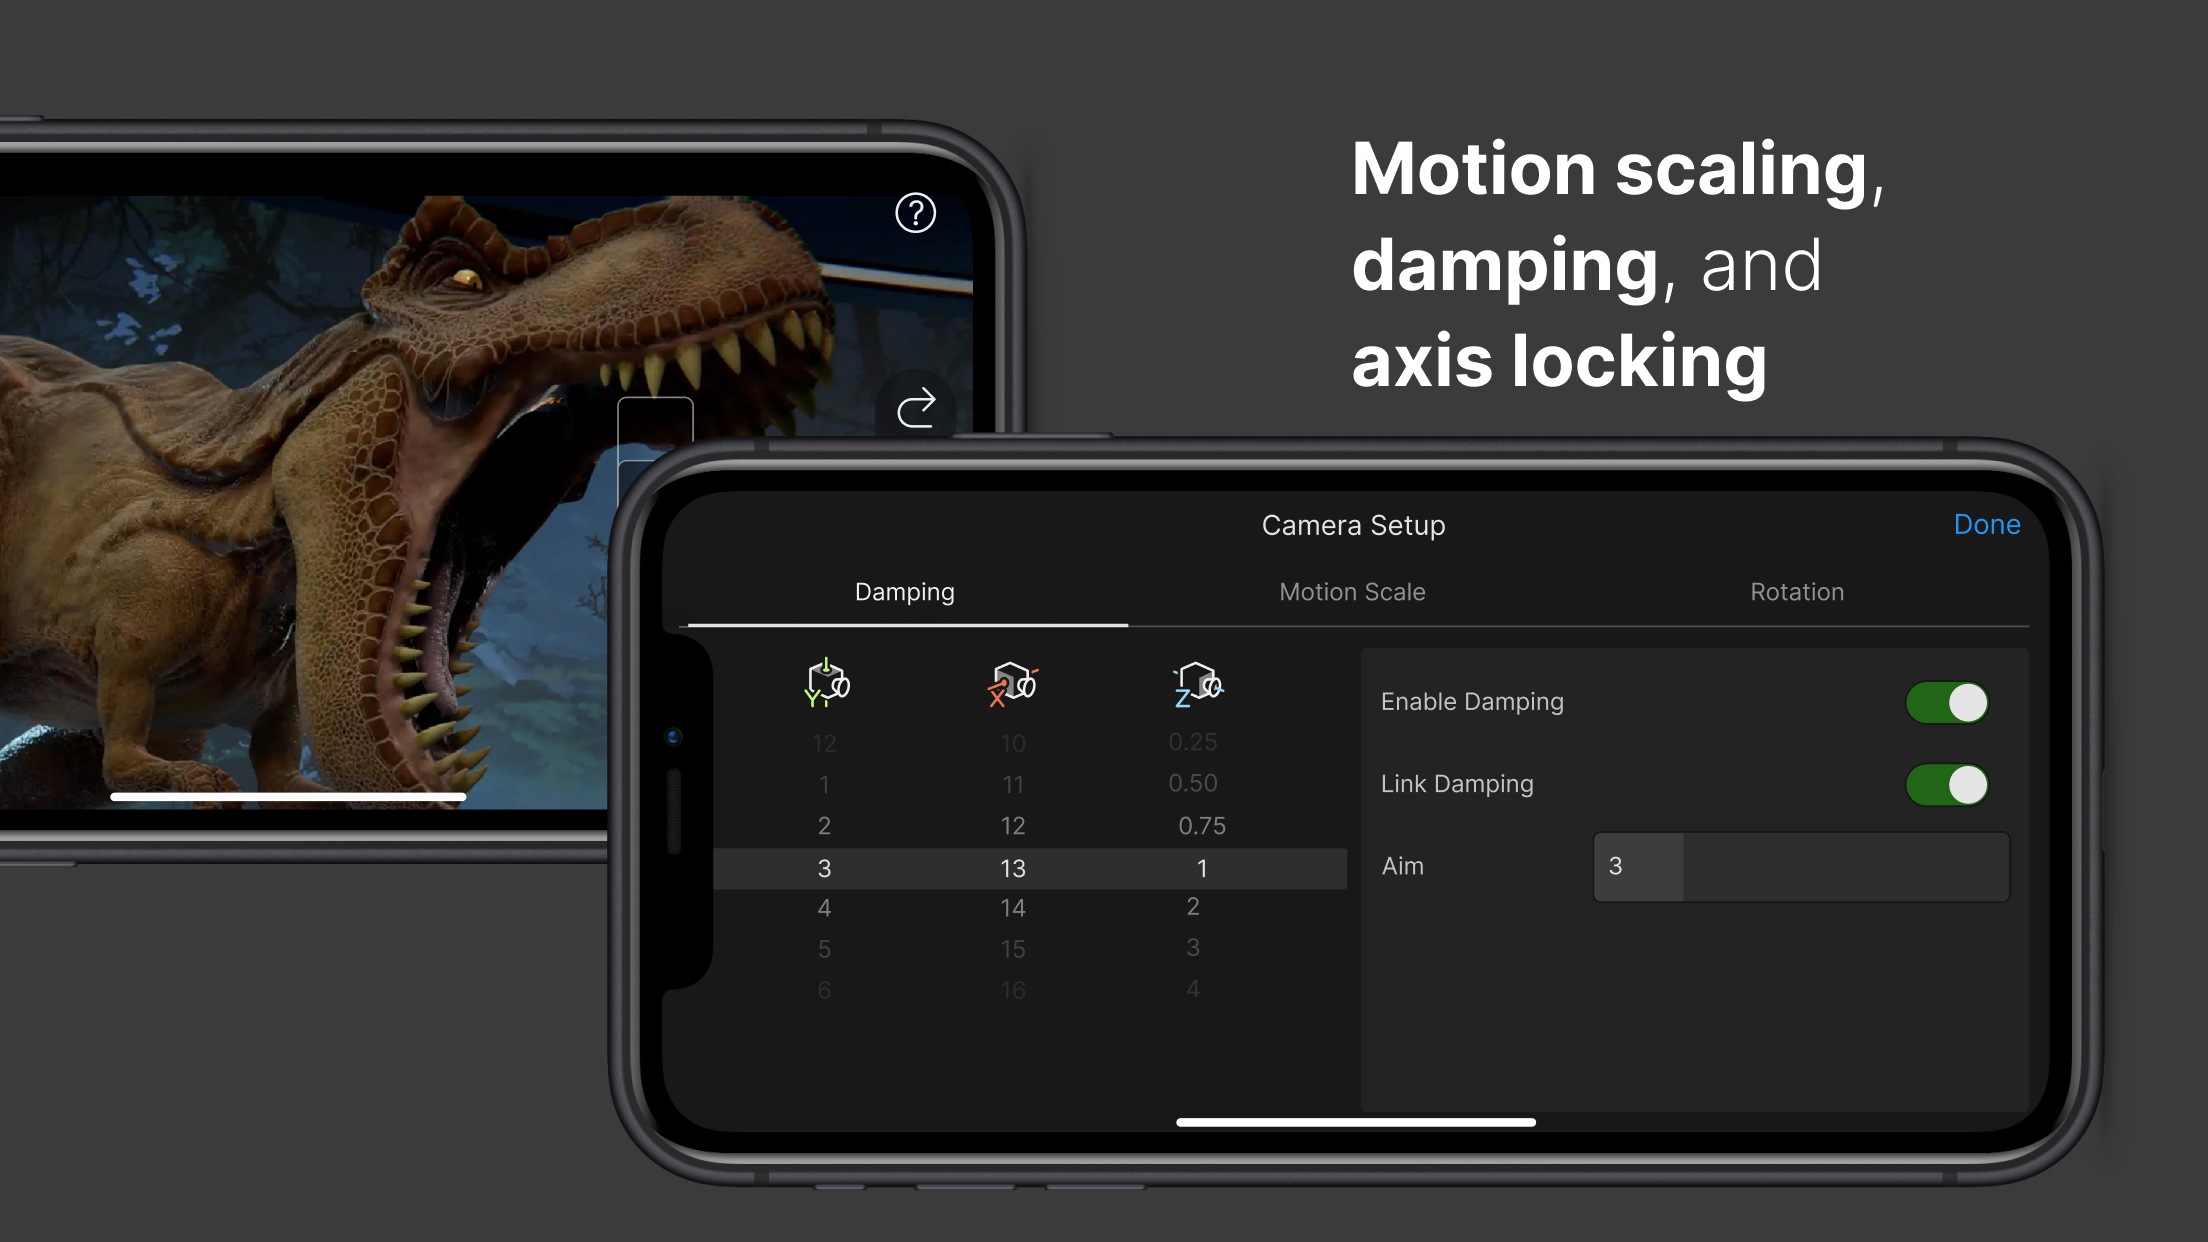 Motion scaling,
damping, and
axis locking
?
Camera Setup
Done
Damping
Motion Scale
Rotation
Y X Z
12 10 0.25
1 11 0.50
2 12 0.75
3 13 1
4 14 2
5 15 3
6 16 4
Enable Damping
Link Damping
Aim 3